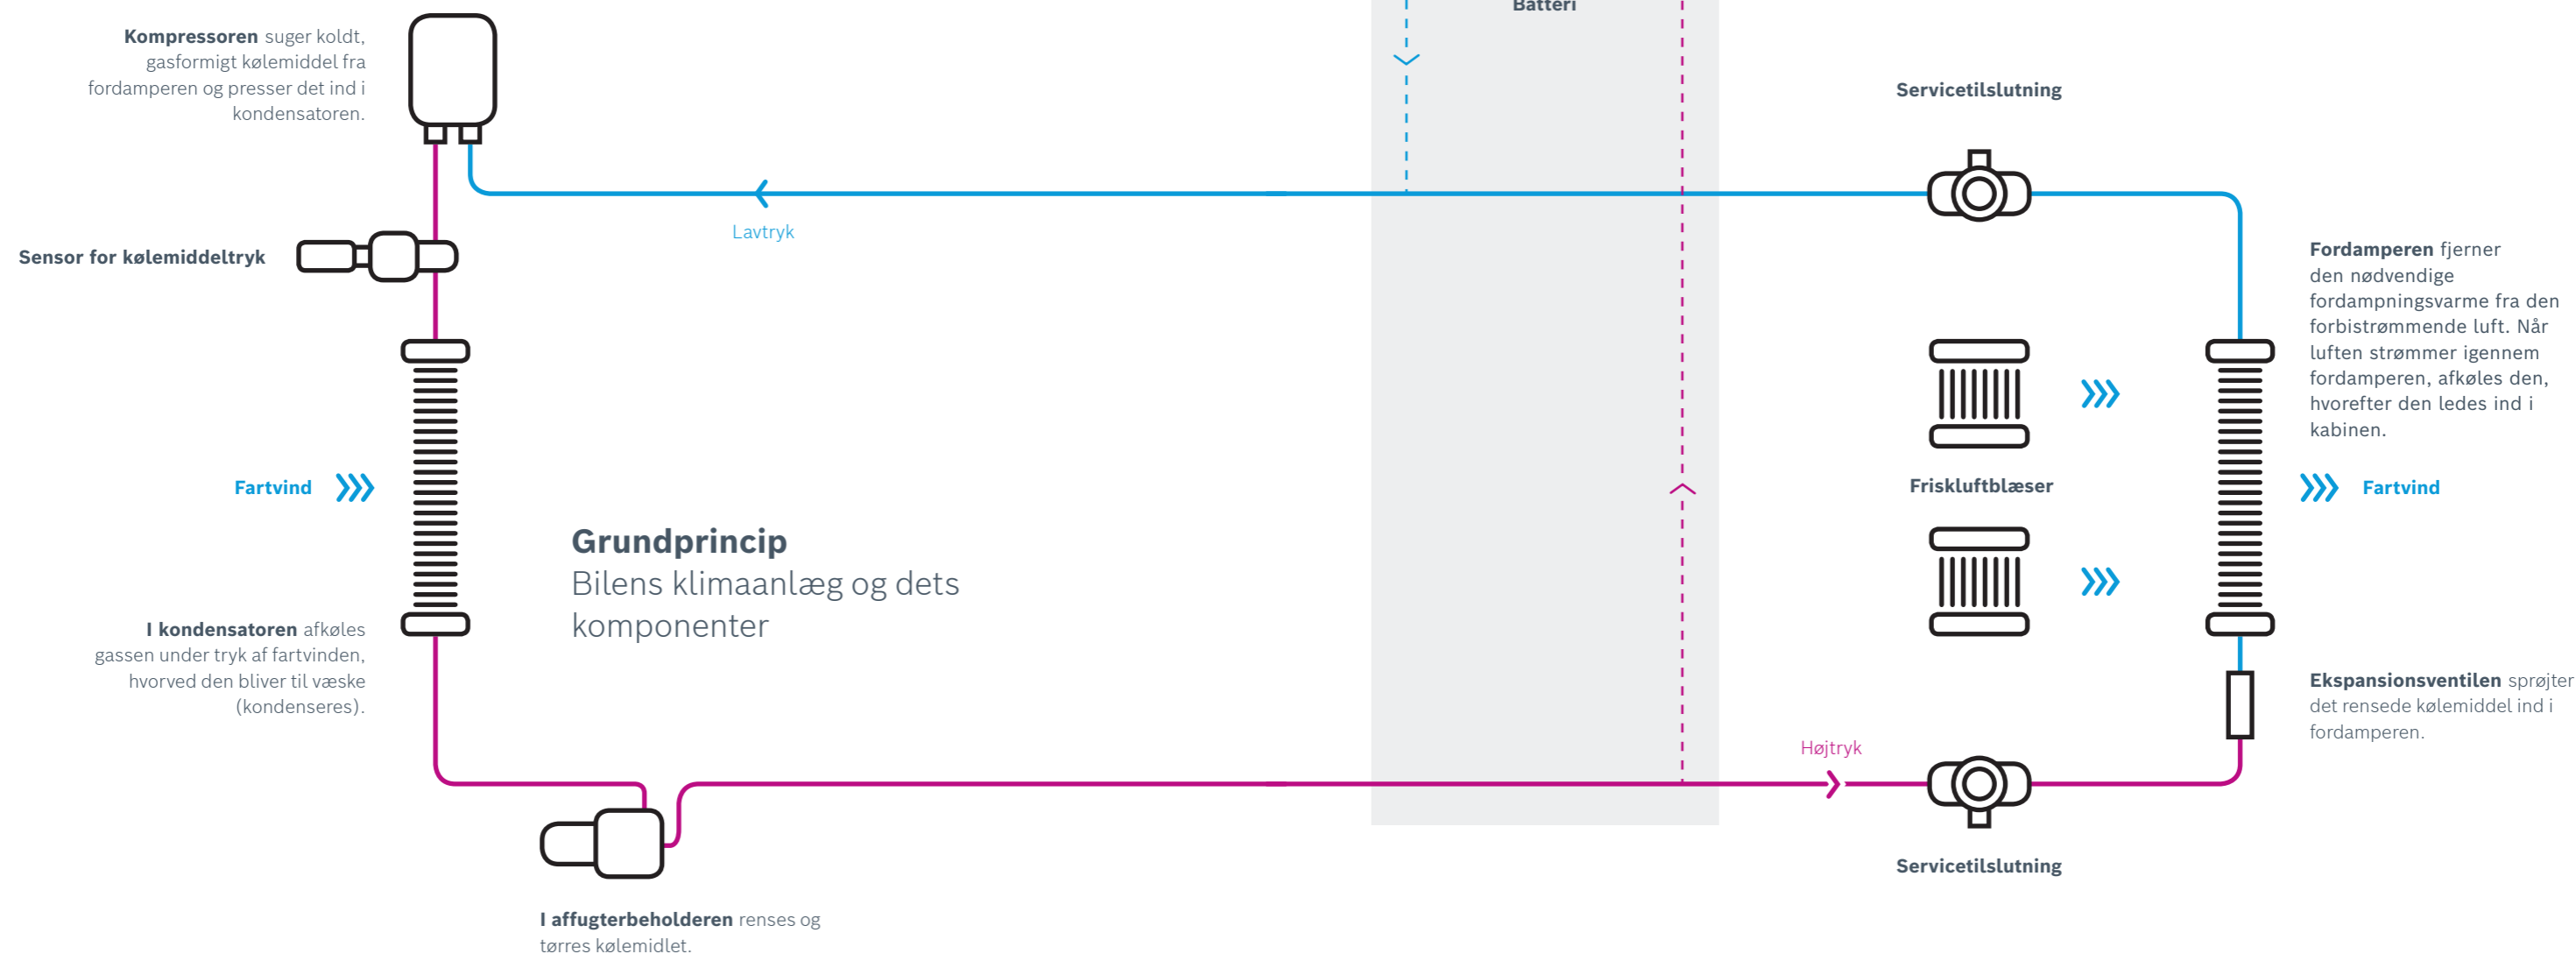 Batteri
Kompressoren suger koldt,
gasformigt kølemiddel fra
fordamperen og presser det ind i
kondensatoren.
Servicetilslutning
Lavtryk
Sensor for kølemiddeltryk
Fordamperen fjerner
den nødvendige
fordampningsvarme fra den
forbistrømmende luft. Når
luften strømmer igennem
fordamperen, afkøles den,
hvorefter den ledes ind i
kabinen.
Fartvind
Friskluftblæser
Fartvind
Grundprincip
Bilens klimaanlæg og dets
komponenter
I kondensatoren afkøles
gassen under tryk af fartvinden,
hvorved den bliver til væske
(kondenseres).
Ekspansionsventilen sprøjter
det rensede kølemiddel ind i
fordamperen.
Højtryk
Servicetilslutning
I affugterbeholderen renses og
tørres kølemidlet.